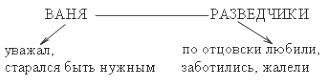 ВАНЯ РАЗВЕДЧИКИ
уважал, по отцовски любили,
старался быть нужным заботились, жалели